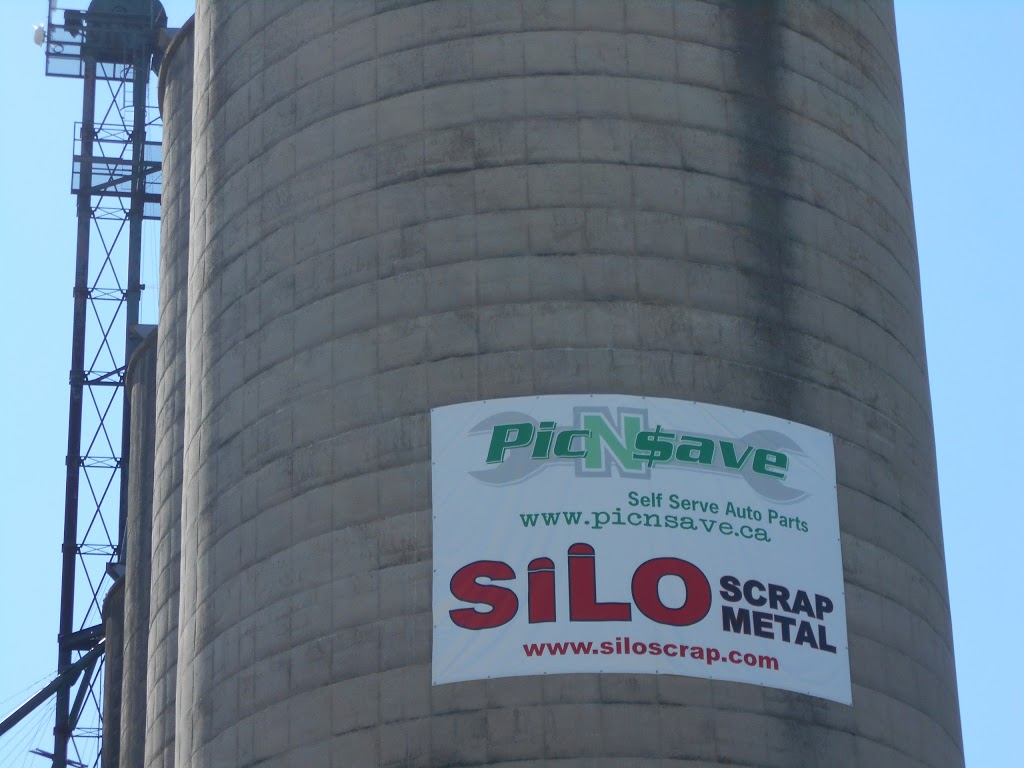 PicN$ave
Self Serve Auto Parts
www.picnsave.ca
SiLO SCRAP METAL
www.siloscrap.com